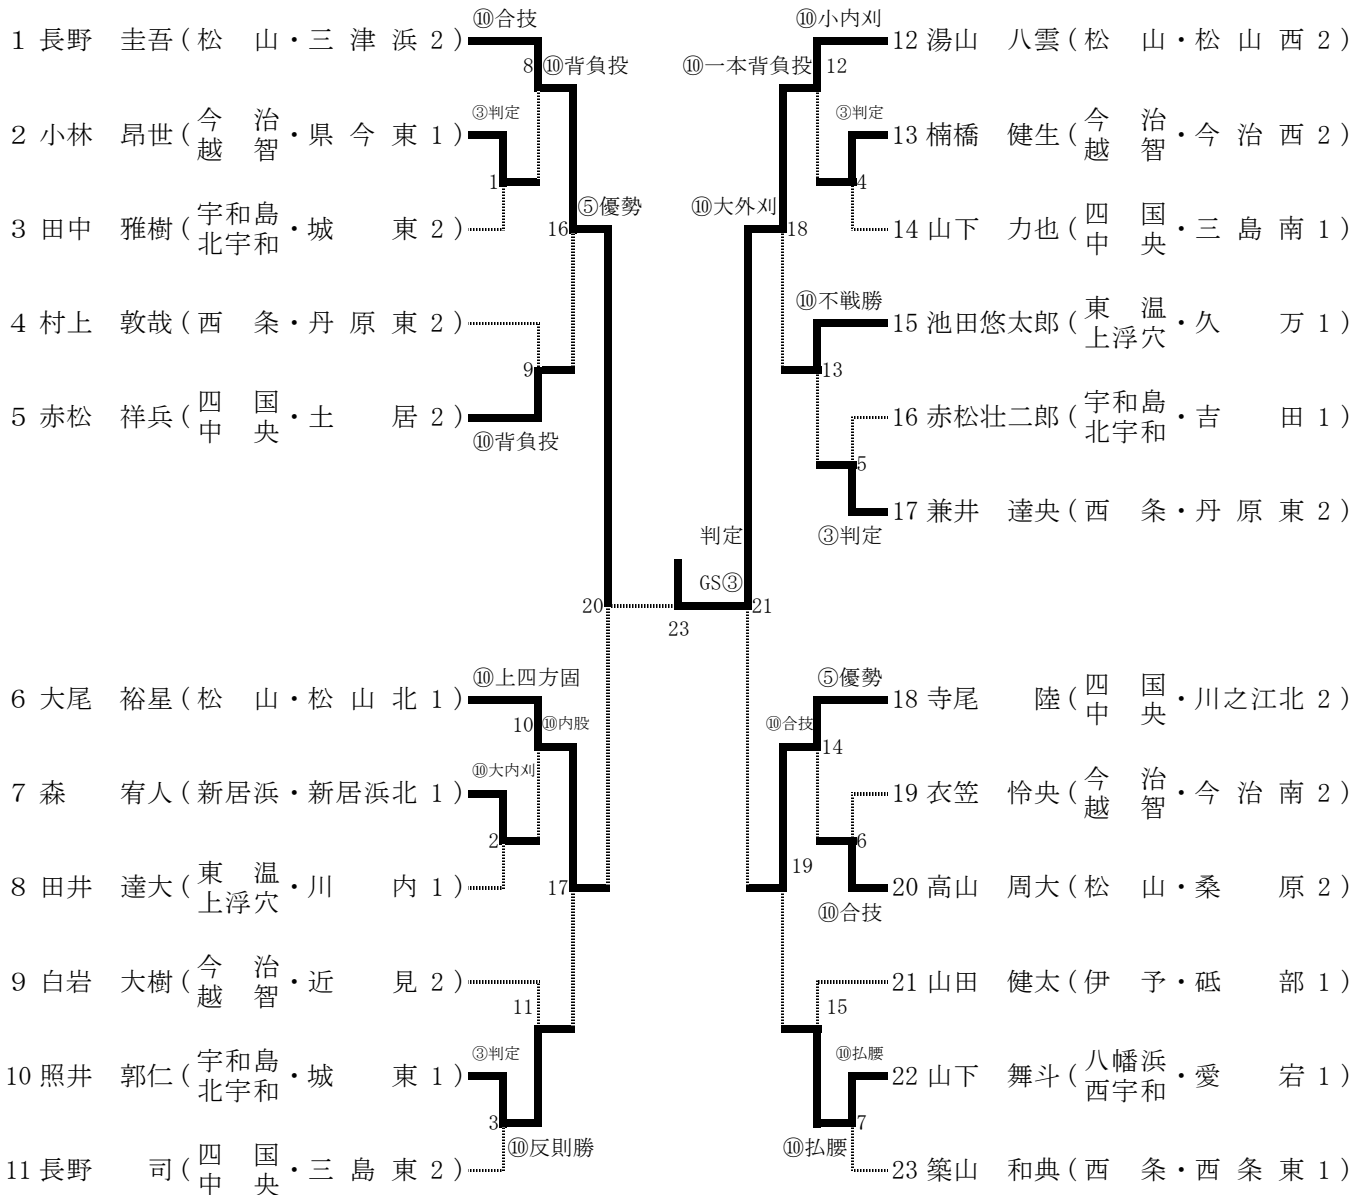 ⑩合技
1 長野 圭吾 (松 山・三 津 浜 2)
8 ⑩背負投
③判定
2 小林 昂世 (今 治 越 智・県 今 東 1)
1
3 田中 雅樹 (宇和島 北宇和・城 東 2)
16 ⑤優勢
4 村上 敦哉 (西 条・丹 原 東 2)
9
5 赤松 祥兵 (四 国 中 央・土 居 2)
⑩背負投
20
⑩上四方固
6 大尾 裕星 (松 山・松 山 北 1)
10 ⑩内股
⑩大内刈
7 森 宥人 (新居浜・新居浜北 1)
2
8 田井 達大 (東 温 上浮穴・川 内 1)
17
9 白岩 大樹 (今 治 越 智・近 見 2)
11
③判定
10 照井 郭仁 (宇和島 北宇和・城 東 1)
3
⑩反則勝
11 長野 司 (四 国 中 央・三 島 東 2)
判定
GS③
23
⑩小内刈
12 湯山 八雲 (松 山・松 山 西 2)
⑩一本背負投 12
③判定
13 楠橋 健生 (今 治 越 智・今 治 西 2)
4
14 山下 力也 (四 国 中 央・三 島 南 1)
⑩大外刈 18
⑩不戦勝
15 池田悠太郎 (東 温 上浮穴・久 万 1)
13
16 赤松壮二郎 (宇和島 北宇和・吉 田 1)
5
17 兼井 達央 (西 条・丹 原 東 2)
③判定
21
⑤優勢
18 寺尾 陸 (四 国 中 央・川之江北 2)
⑩合技 14
19 衣笠 怜央 (今 治 越 智・今 治 南 2)
6
19
20 高山 周大 (松 山・桑 原 2)
⑩合技
21 山田 健太 (伊 予・砥 部 1)
15
⑩払腰
22 山下 舞斗 (八幡浜 西宇和・愛 宕 1)
7
⑩払腰
23 築山 和典 (西 条・西 条 東 1)